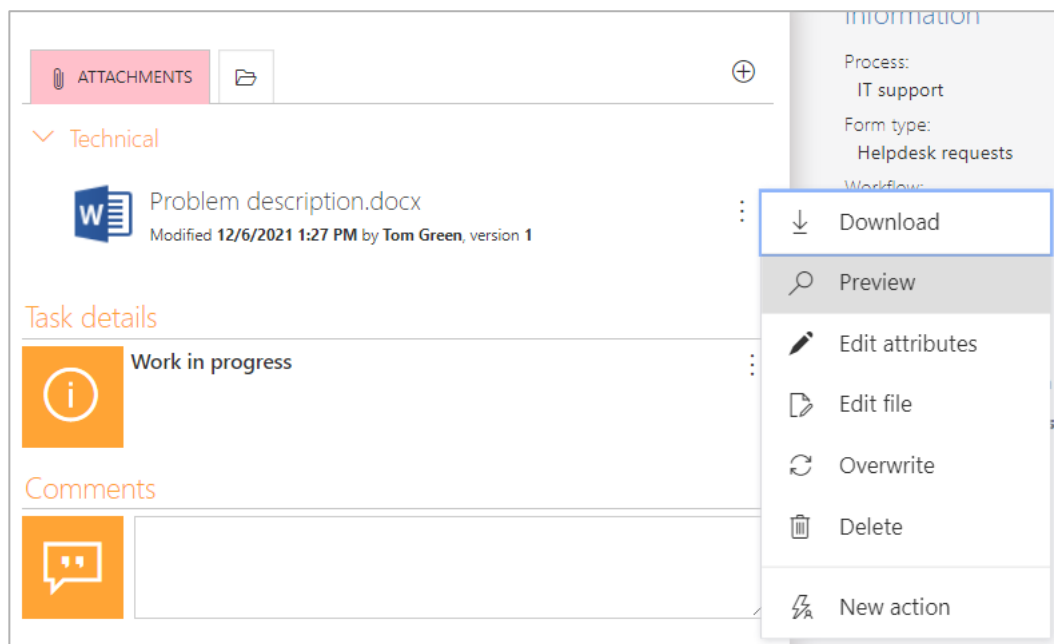 ATTACHMENTS
Technical
W
Problem description.docx
Modified 12/6/2021 1:27 PM by Tom Green, version 1
Task details
Work in progress
Comments
Information
Process:
IT support
Form type:
Helpdesk requests
Workflow:
Download
Preview
Edit attributes
Edit file
Overwrite
Delete
New action